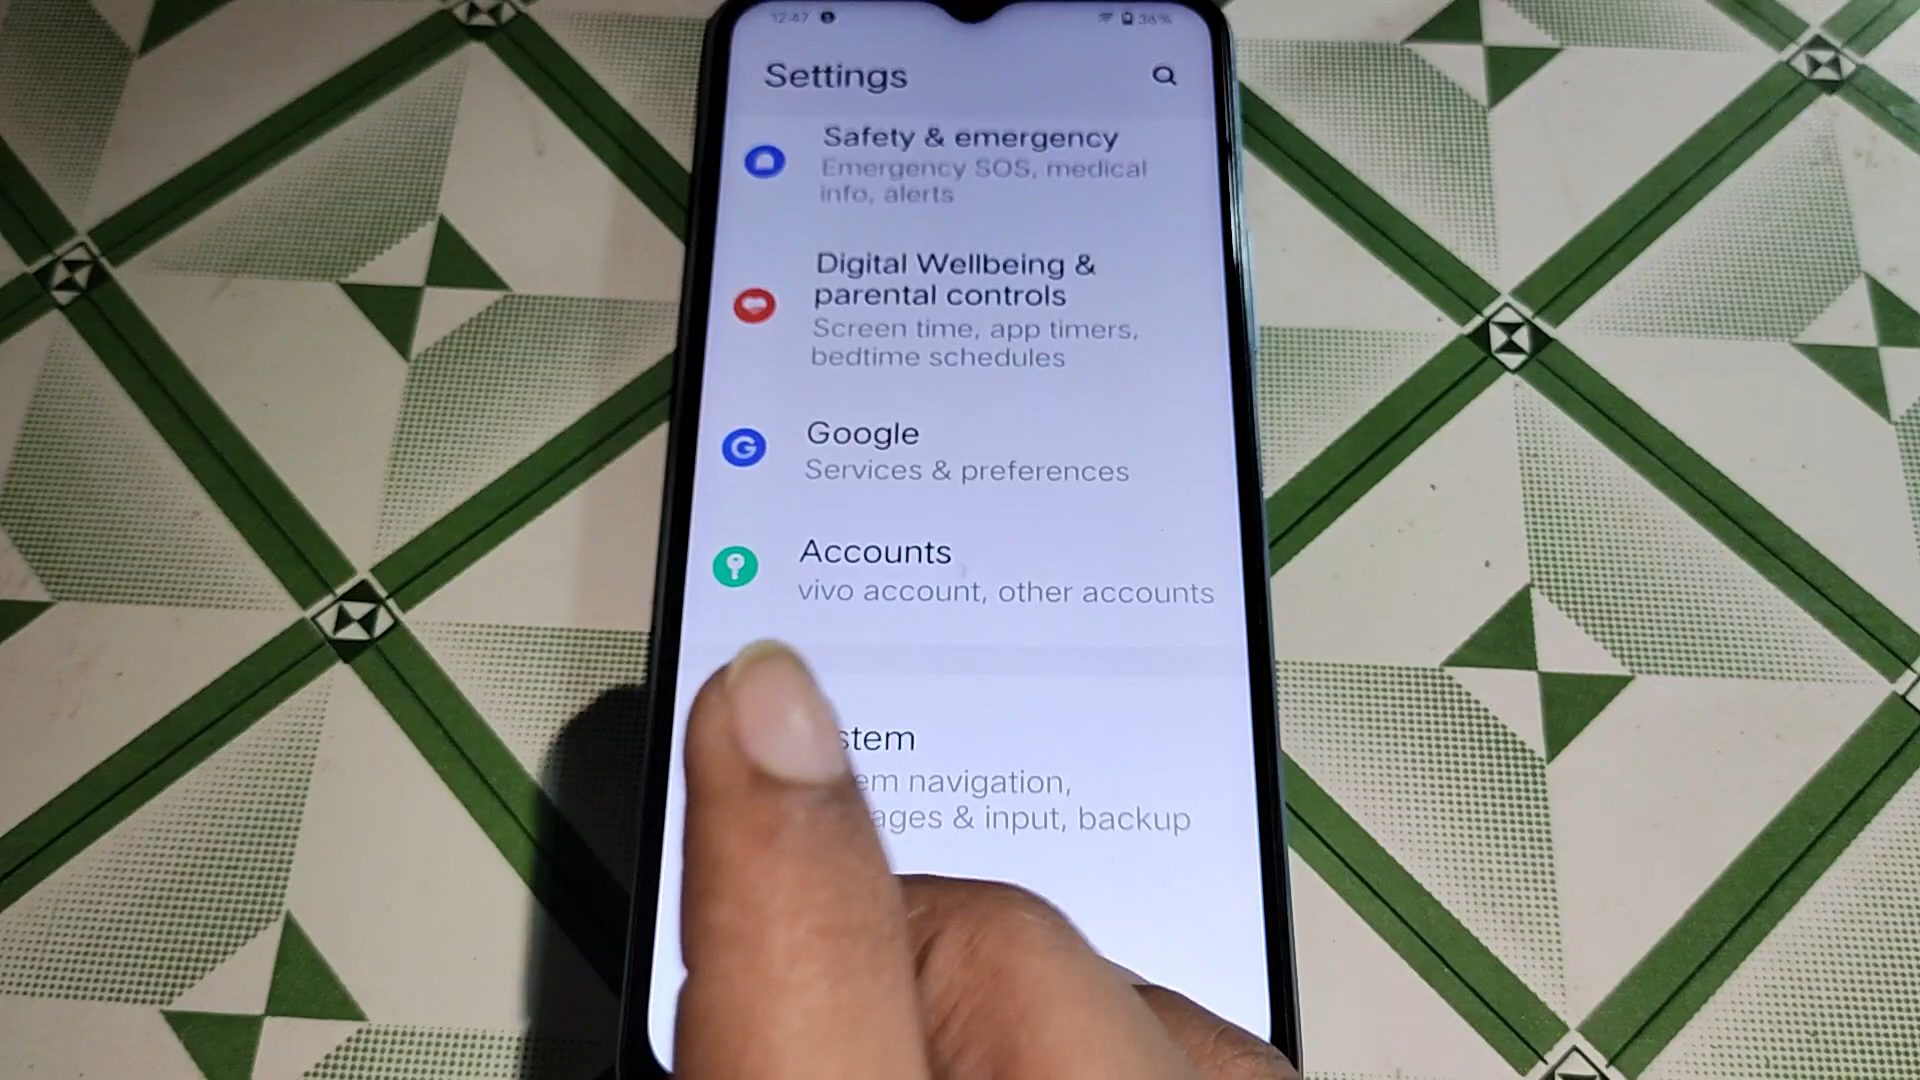 12:47
36%
Settings
Safety & emergency
Emergency SOS, medical
info, alerts
Digital Wellbeing &
parental controls
Screen time, app timers,
bedtime schedules
G
Google
Services & preferences
Accounts
vivo account, other accounts
stem
em navigation,
ages & input, backup